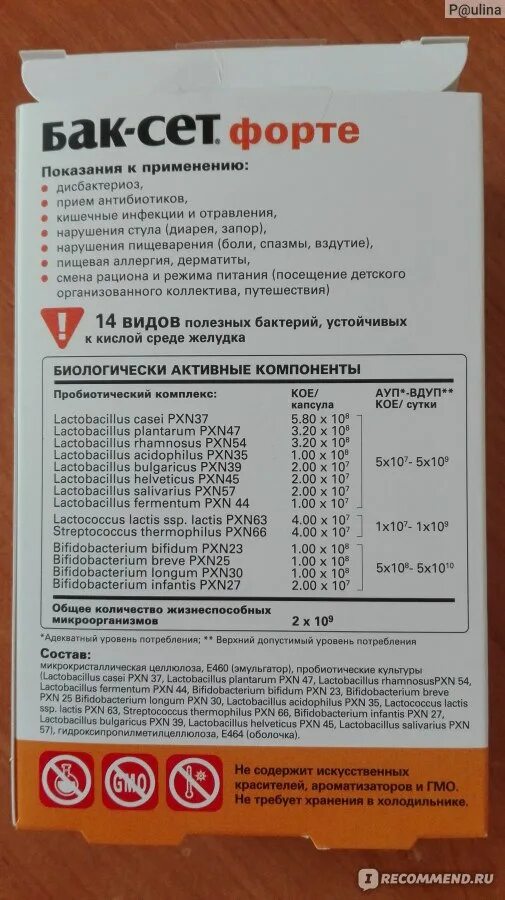 P@ulina
Бак-сет форте
Показания к применению:
• дисбактериоз,
• прием антибиотиков,
• кишечные инфекции и отравления,
• нарушения стула (диарея, запор),
• нарушения пищеварения (боли, спазмы, вздутие),
• пищевая аллергия, дерматиты,
• смена рациона и режима питания (посещение детского
организованного коллектива, путешествия)
! 14 видов полезных бактерий, устойчивых
к кислой среде желудка
БИОЛОГИЧЕСКИ АКТИВНЫЕ КОМПОНЕНТЫ
Пробиотический комплекс: КОЕ/ капсула АУП*-ВДУП** КОЕ/ сутки
Lactobacillus casei PXN37 5.80 x 10⁸
Lactobacillus plantarum PXN47 3.20 x 10⁸
Lactobacillus rhamnosus PXN54 3.20 x 10⁸
Lactobacillus acidophilus PXN35 1.00 x 10⁸
Lactobacillus bulgaricus PXN39 2.00 x 10⁷
Lactobacillus helveticus PXN45 2.00 x 10⁷
Lactobacillus salivarius PXN57 2.00 x 10⁷
Lactobacillus fermentum PXN 44 1.00 x 10⁷
5x10⁷- 5x10⁹
Lactococcus lactis ssp. lactis PXN63 4.00 x 10⁷
Streptococcus thermophilus PXN66 4.00 x 10⁷
1x10⁷- 1x10⁹
Bifidobacterium bifidum PXN23 1.00 x 10⁸
Bifidobacterium breve PXN25 1.00 x 10⁸
Bifidobacterium longum PXN30 1.00 x 10⁸
Bifidobacterium infantis PXN27 2.00 x 10⁷
5x10⁸- 5x10¹⁰
Общее количество жизнеспособных
микроорганизмов 2 x 10⁹
*Адекватный уровень потребления; ** Верхний допустимый уровень потребления
Состав:
микрокристаллическая целлюлоза, Е460 (эмульгатор), пробиотические культуры
(Lactobacillus casei PXN 37, Lactobacillus plantarum PXN 47, Lactobacillus rhamnosusPXN 54,
Lactobacillus fermentum PXN 44, Bifidobacterium bifidum PXN 23, Bifidobacterium breve
PXN 25 Bifidobacterium longum PXN 30, Lactobacillus acidophilus PXN 35, Lactococcus lactis
ssp. lactis PXN 63, Streptococcus thermophilus PXN 66, Bifidobacterium infantis PXN 27,
Lactobacillus bulgaricus PXN 39, Lactobacillus helveticus PXN 45, Lactobacillus salivarius PXN
57), гидроксипропилметилцеллюлоза, Е464 (оболочка).
GMO
Не содержит искусственных
красителей, ароматизаторов и ГМО.
Не требует хранения в холодильнике.
IRECOMMEND.RU